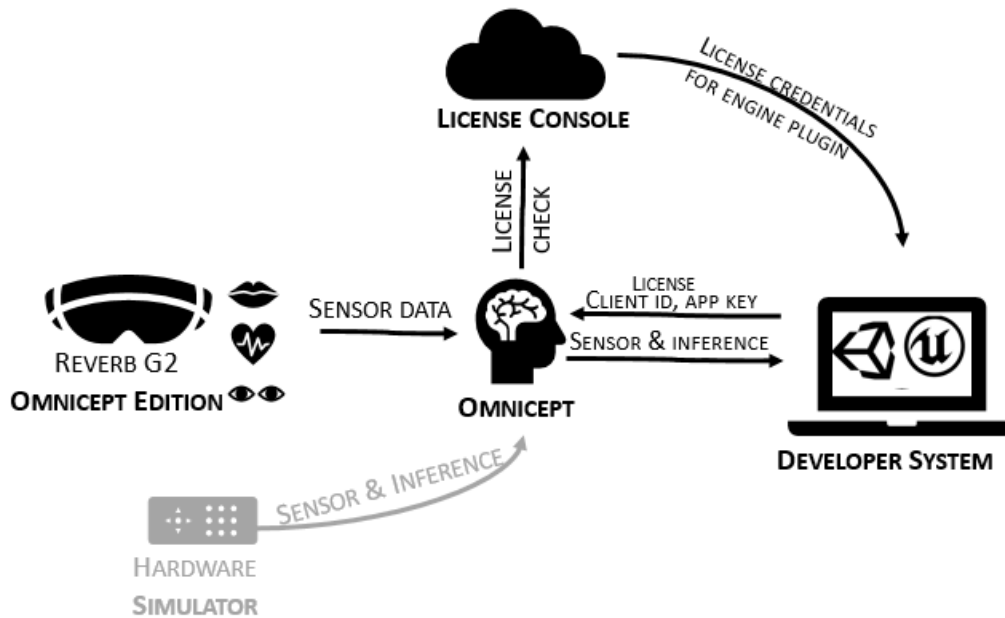 License credentials
for engine plugin
License Console
License
check
License
Client id, app key
Sensor data
Sensor & inference
Reverb G2
Omnicept Edition
Omnicept
Developer System
Sensor & Inference
Hardware
Simulator